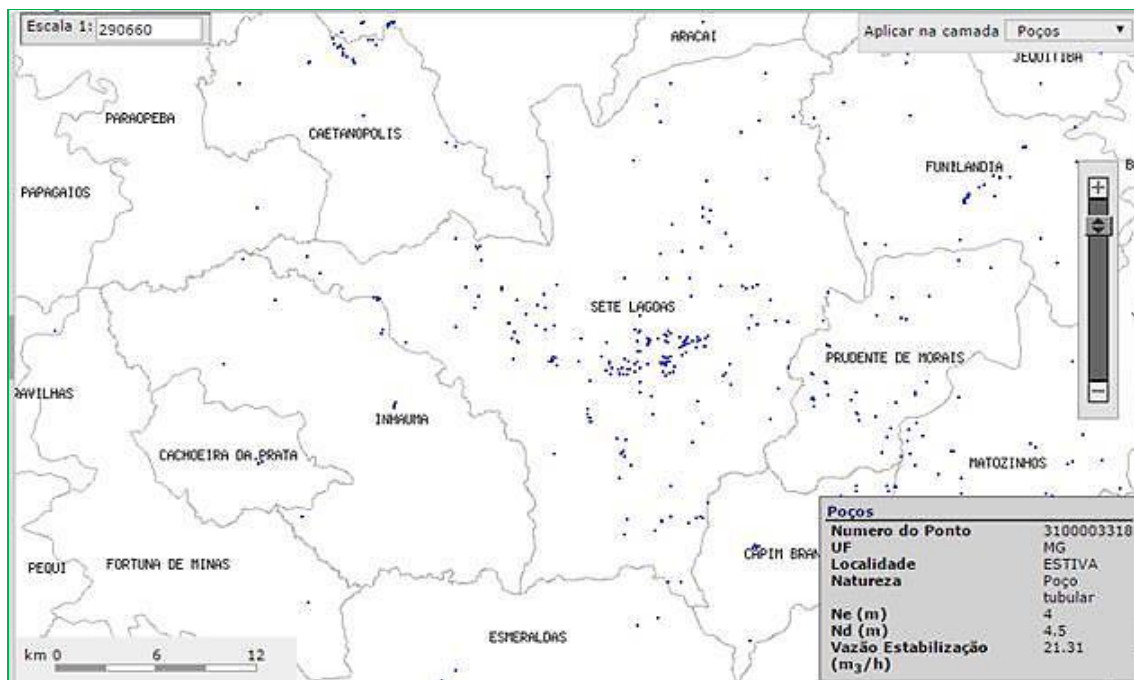 Escala 1: 290660
Aplicar na camada Poços
ARACAI
JEQUITIBA
PARAOPEBA
CAETANOPOLIS
FUNILANDIA
B
PAPAGAIOS
SETE LAGOAS
PRUDENTE DE MORAIS
RAVILHAS
INHAUMA
CACHOEIRA DA PRATA
MATOZINHOS
CAPIM BRAN
PEQUI
FORTUNA DE MINAS
ESMERALDAS
km 0 6 12
Poços
Numero do Ponto 3100003318
UF MG
Localidade ESTIVA
Natureza Poço
tubular
Ne (m) 4
Nd (m) 4.5
Vazão Estabilização 21.31
(m3/h)